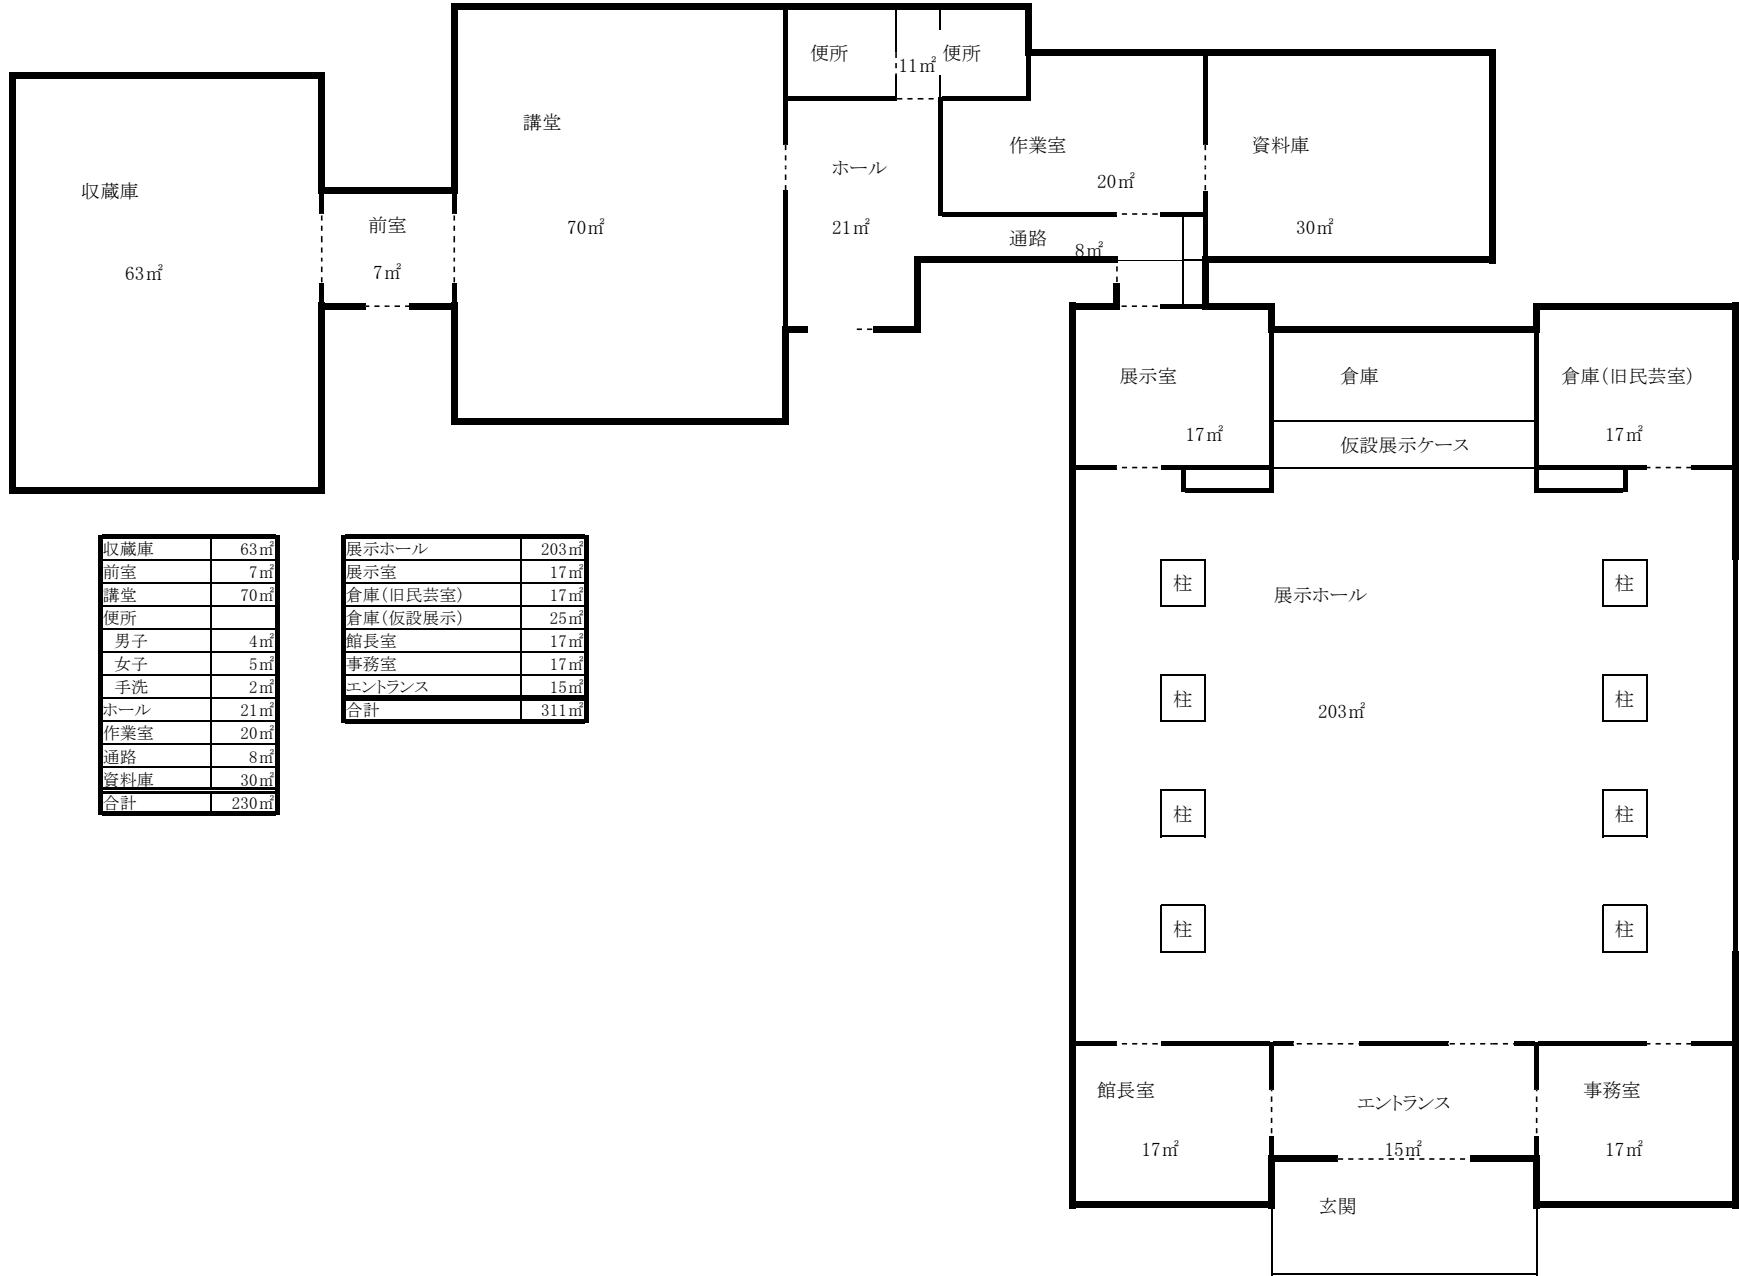 便所
11㎡
便所
講堂
作業室
資料庫
ホール
収蔵庫
20㎡
前室
70㎡
21㎡
30㎡
通路
8㎡
63㎡
7㎡
展示室
倉庫
倉庫(旧民芸室)
17㎡
仮設展示ケース
17㎡
収蔵庫 63㎡
前室 7㎡
講堂 70㎡
便所
男子 4㎡
女子 5㎡
手洗 2㎡
ホール 21㎡
作業室 20㎡
通路 8㎡
資料庫 30㎡
合計 230㎡
展示ホール 203㎡
展示室 17㎡
倉庫(旧民芸室) 17㎡
倉庫(仮設展示) 25㎡
館長室 17㎡
事務室 17㎡
エントランス 15㎡
合計 311㎡
柱
展示ホール
柱
柱
203㎡
柱
柱
柱
柱
柱
館長室
エントランス
事務室
17㎡
15㎡
17㎡
玄関